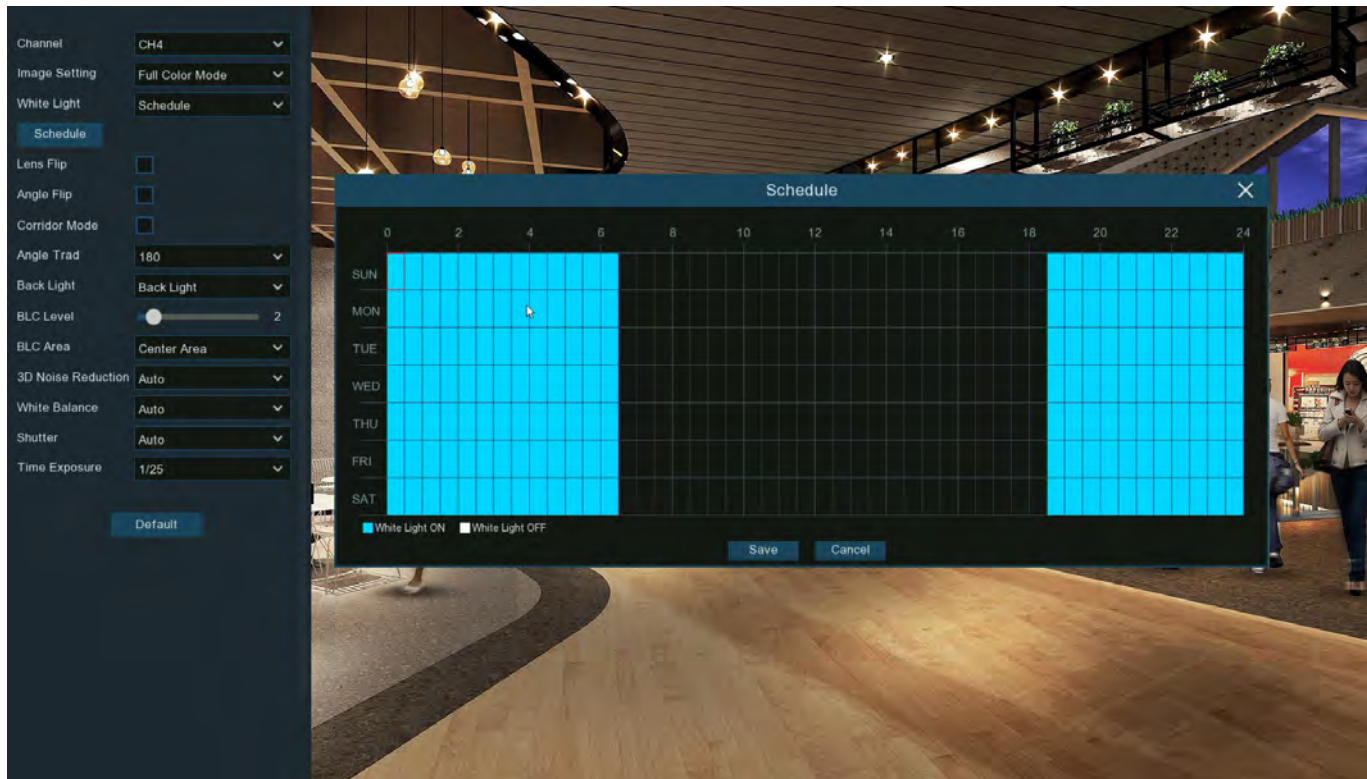 Channel CH4
Image Setting Full Color Mode
White Light Schedule
Schedule
Lens Flip
Angle Flip
Corridor Mode
Angle Trad 180
Back Light Back Light
BLC Level 2
BLC Area Center Area
3D Noise Reduction Auto
White Balance Auto
Shutter Auto
Time Exposure 1/25
Default
Schedule
0 2 4 6 8 10 12 14 16 18 20 22 24
SUN
MON
TUE
WED
THU
FRI
SAT
White Light ON White Light OFF
Save Cancel